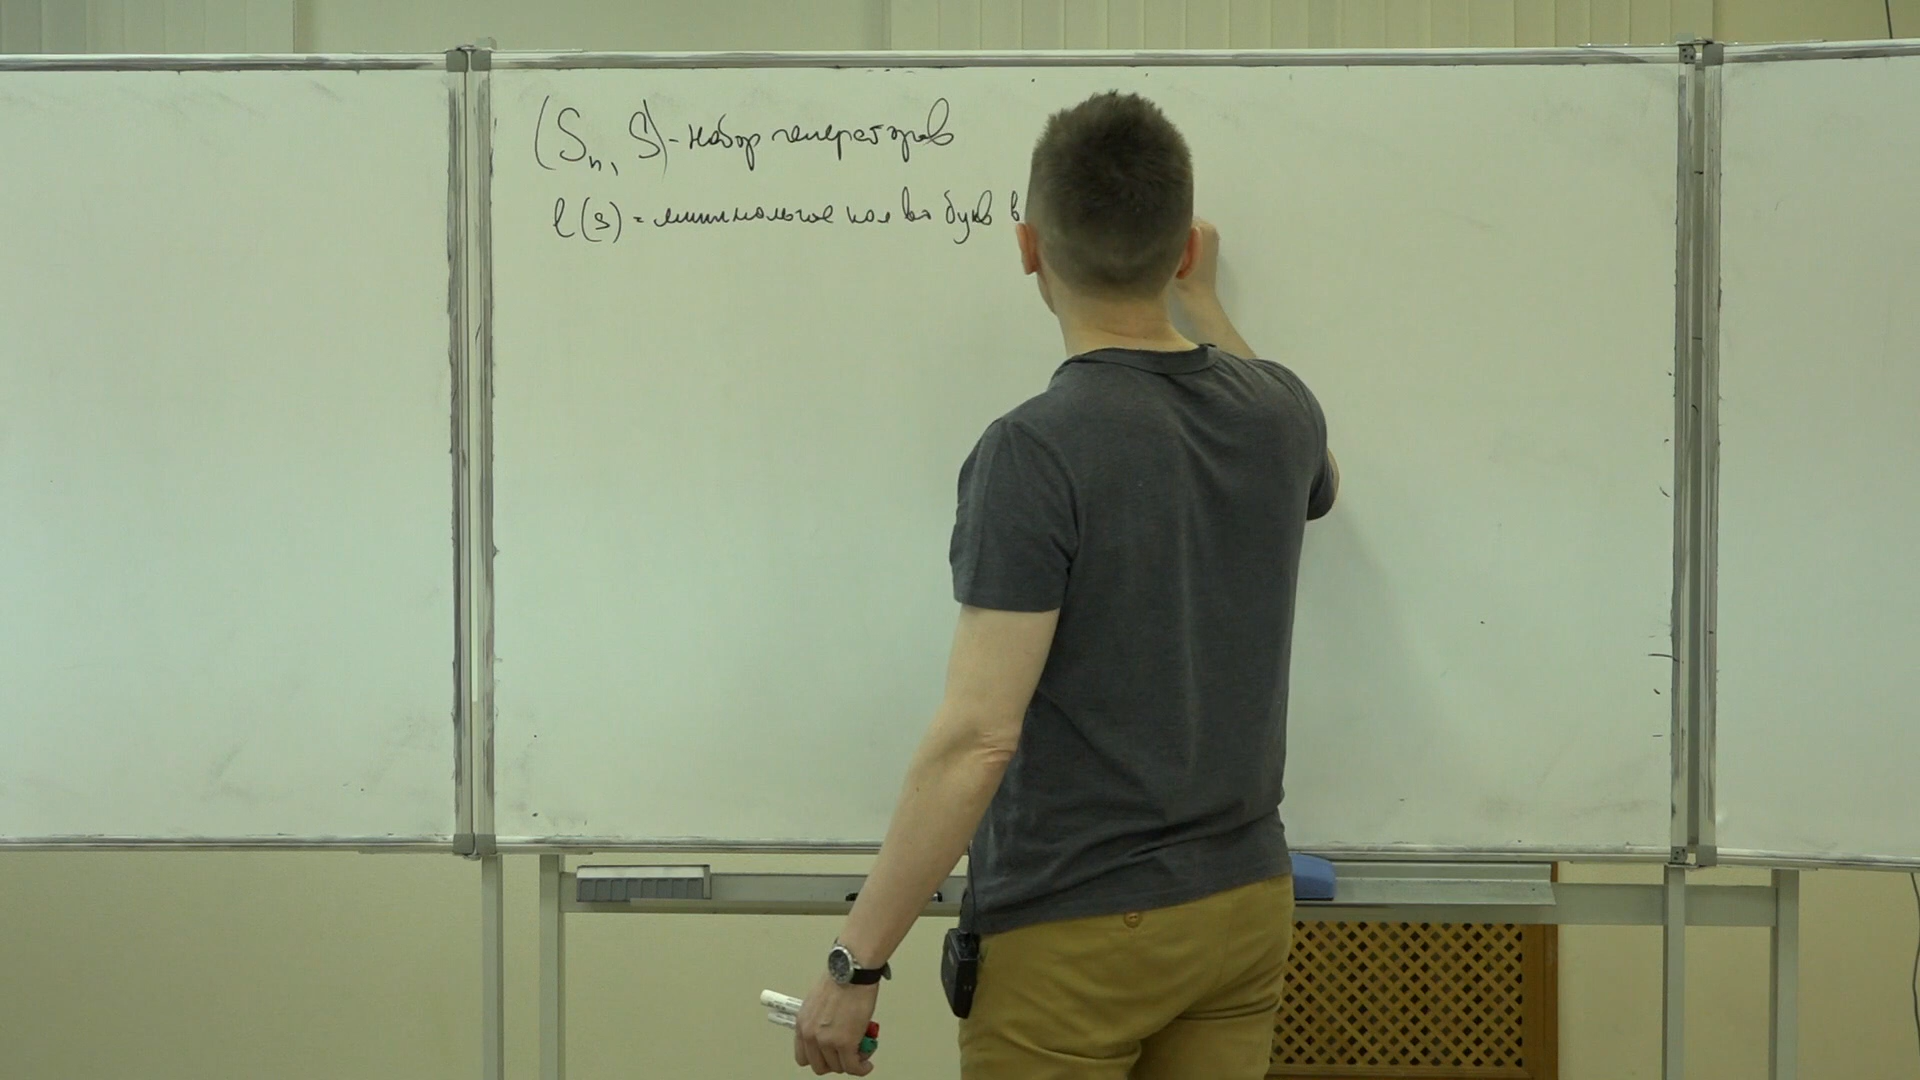 (Sn, S) - набор генераторов
l(s) = минимальное кол во букв в